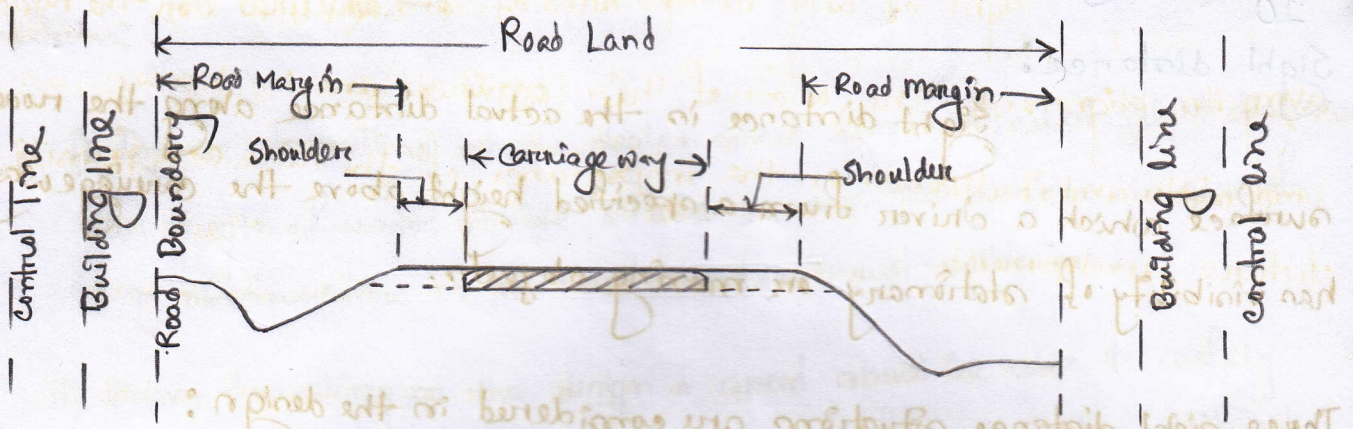 Road Land
Road Margin
Road Margin
Shoulder
Carriage way
Shoulder
Control line
Building line
Road Boundary
Building line
Control line